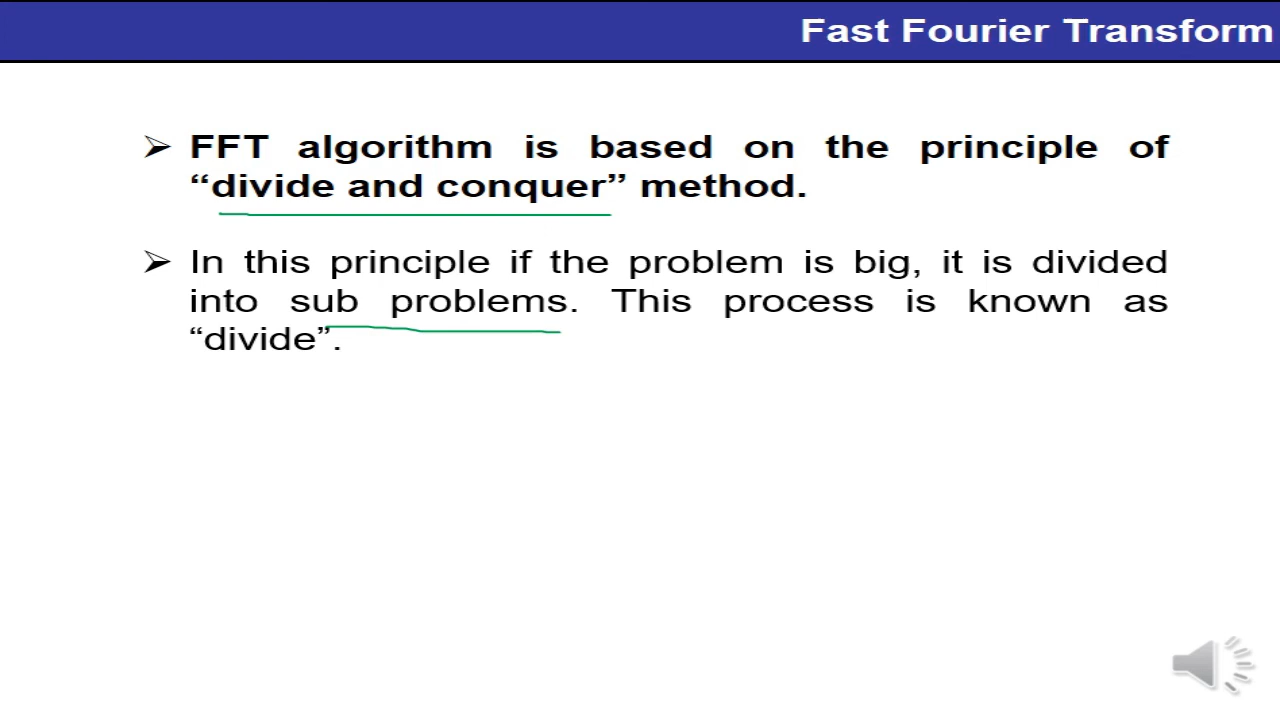 Fast Fourier Transform
➢ FFT algorithm is based on the principle of
“divide and conquer” method.
➢ In this principle if the problem is big, it is divided
into sub problems. This process is known as
“divide”.